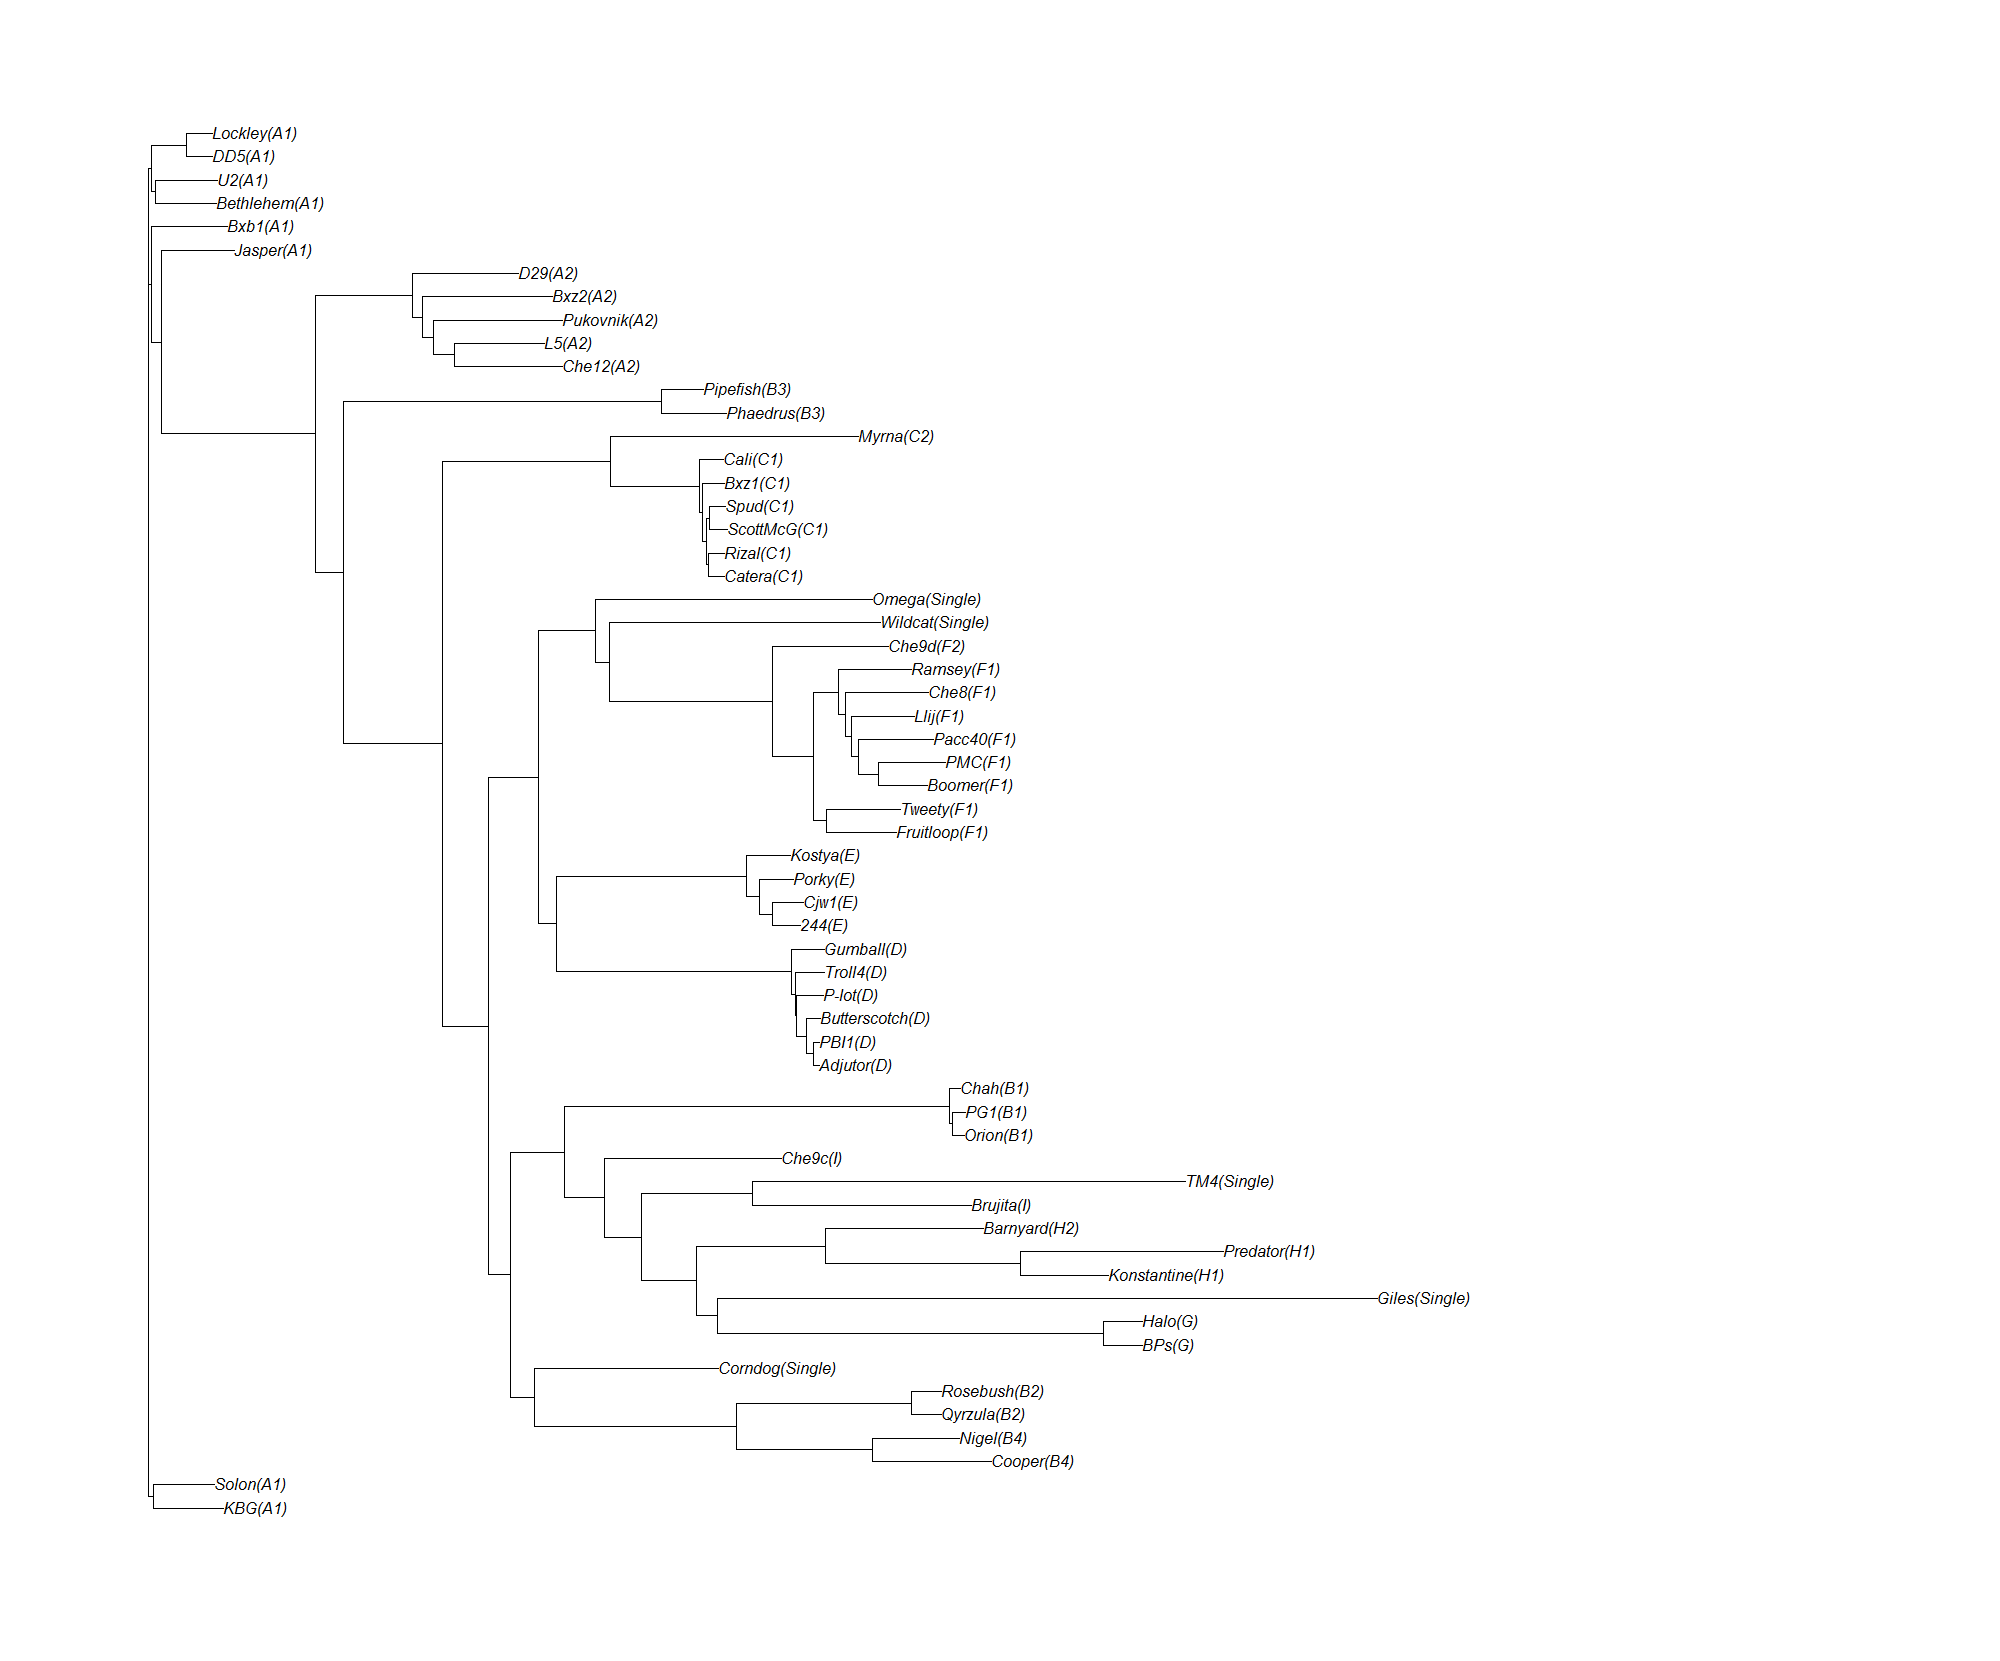 Lockley(A1)
DD5(A1)
U2(A1)
Bethlehem(A1)
Bxb1(A1)
Jasper(A1)
D29(A2)
Bxz2(A2)
Pukovnik(A2)
L5(A2)
Che12(A2)
Pipefish(B3)
Phaedrus(B3)
Myrna(C2)
Cali(C1)
Bxz1(C1)
Spud(C1)
ScottMcG(C1)
Rizal(C1)
Catera(C1)
Omega(Single)
Wildcat(Single)
Che9d(F2)
Ramsey(F1)
Che8(F1)
Llij(F1)
Pacc40(F1)
PMC(F1)
Boomer(F1)
Tweety(F1)
Fruitloop(F1)
Kostya(E)
Porky(E)
Cjw1(E)
244(E)
Gumball(D)
Troll4(D)
P-lot(D)
Butterscotch(D)
PBI1(D)
Adjutor(D)
Chah(B1)
PG1(B1)
Orion(B1)
Che9c(I)
TM4(Single)
Brujita(I)
Barnyard(H2)
Predator(H1)
Konstantine(H1)
Giles(Single)
Halo(G)
BPs(G)
Corndog(Single)
Rosebush(B2)
Qyrzula(B2)
Nigel(B4)
Cooper(B4)
Solon(A1)
KBG(A1)